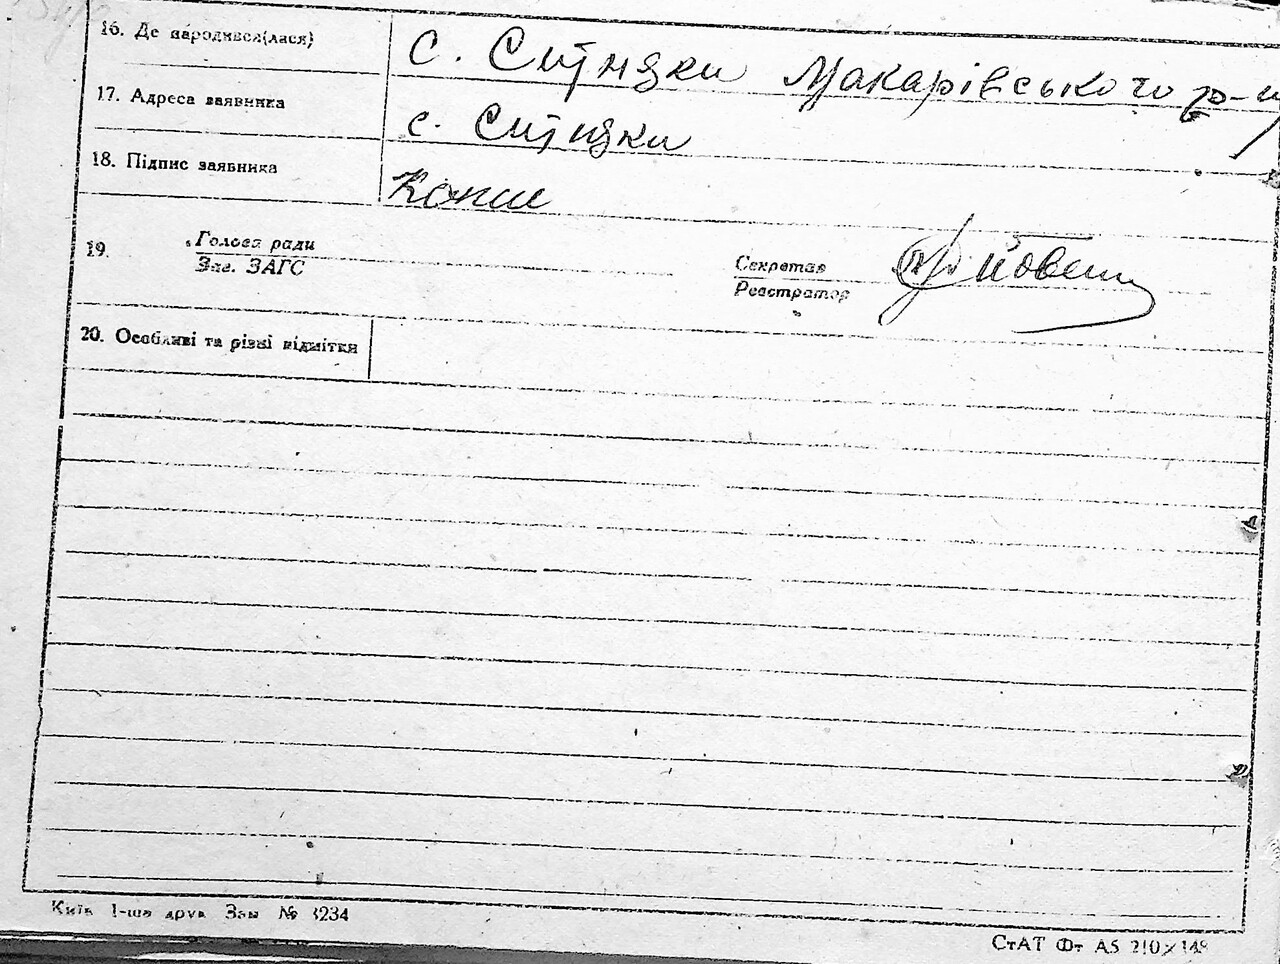 16. Де народився(лася) с. Ситняки Макарівського р-ну
17. Адреса заявника с. Ситняки
18. Підпис заявника
19. Голова ради
Зав. ЗАГС
Секретар
Реєстратор
20. Особливі та різні відмітки
Київ 1-ша друк Зам № 3234
СтАТ Фт А5 210×148